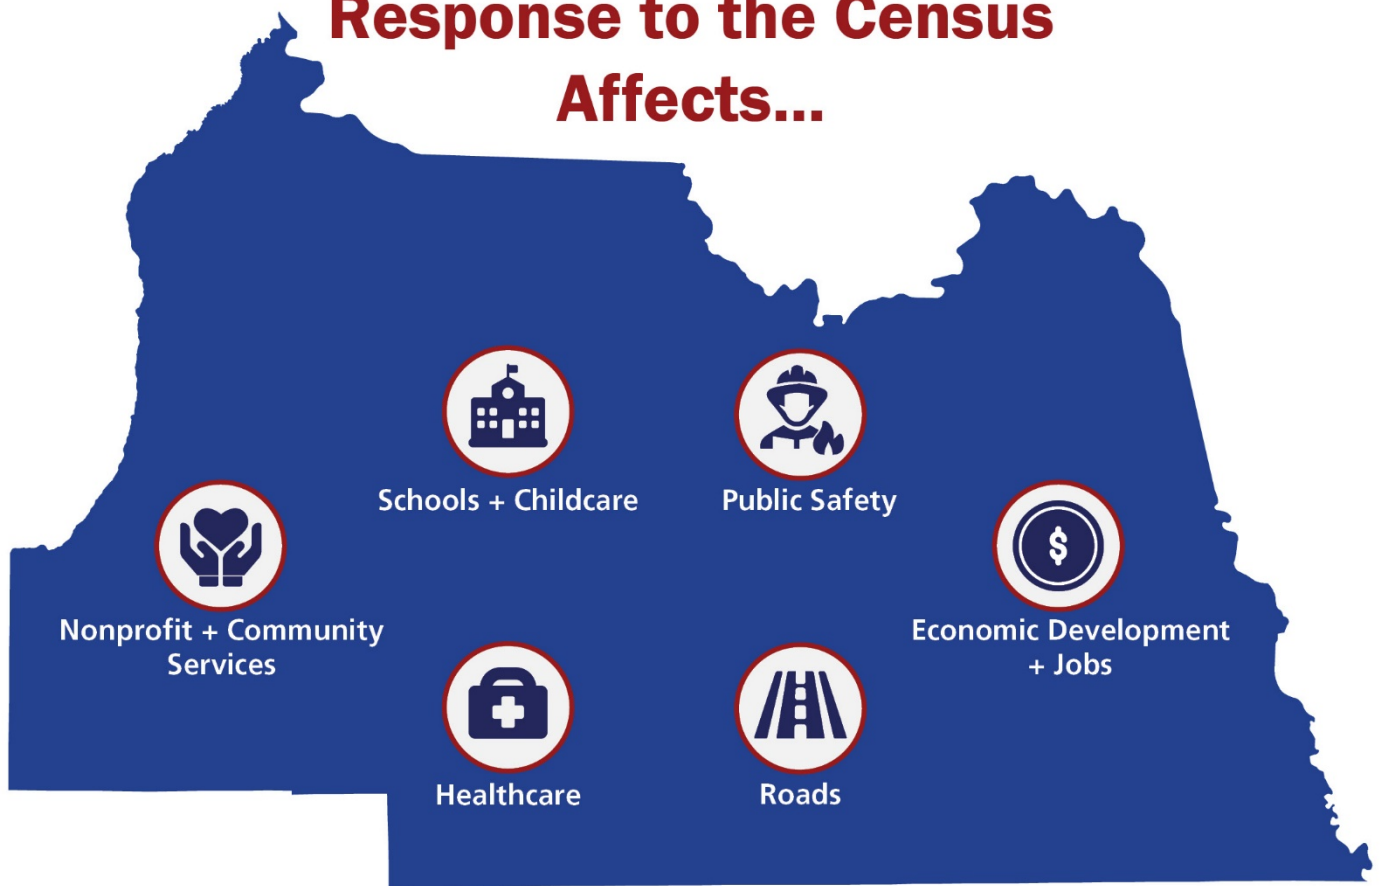 Response to the Census
Affects...
Schools + Childcare
Public Safety
Nonprofit + Community
Services
Economic Development
+ Jobs
Healthcare
Roads
$